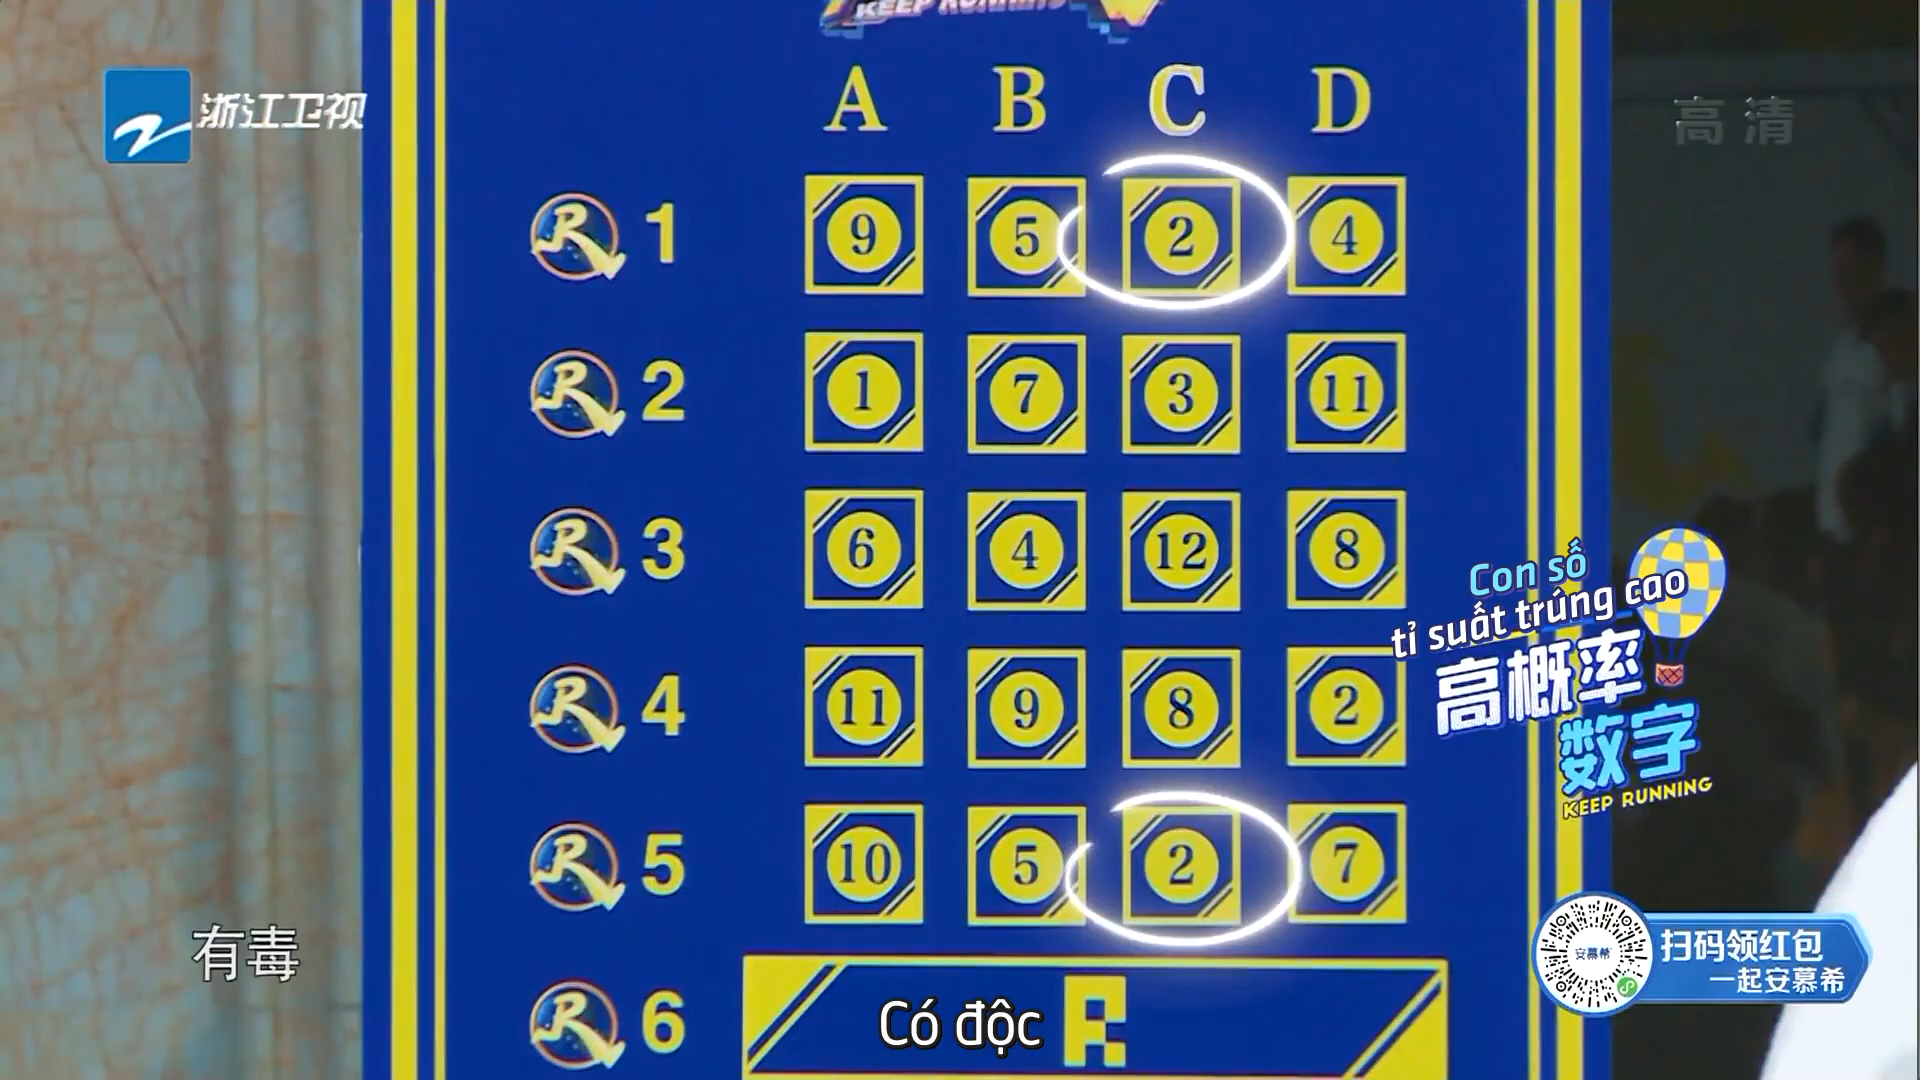 KEEP RUNNING
浙江卫视
高清
A B C D
R 1 9 5 2 4
R 2 1 7 3 11
R 3 6 4 12 8
R 4 11 9 8 2
R 5 10 5 2 7
R 6 R
Con số
tỉ suất trúng cao
高概率
数字
KEEP RUNNING
有毒
Có độc
安慕希
扫码领红包
一起安慕希